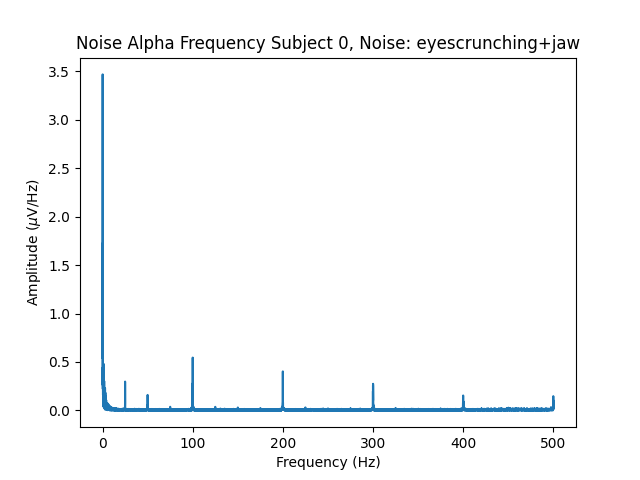 Noise Alpha Frequency Subject 0, Noise: eyescrunching+jaw
3.5
3.0
2.5
2.0
1.5
1.0
0.5
0.0
Amplitude (μV/Hz)
0 100 200 300 400 500
Frequency (Hz)